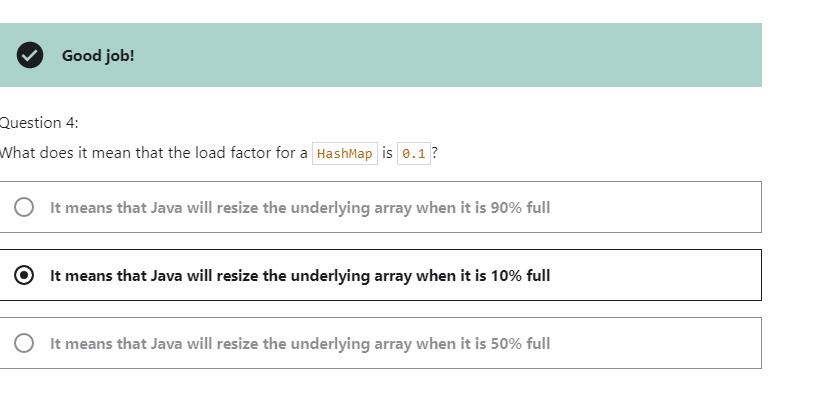 Good job!
Question 4:
What does it mean that the load factor for a HashMap is 0.1?
It means that Java will resize the underlying array when it is 90% full
It means that Java will resize the underlying array when it is 10% full
It means that Java will resize the underlying array when it is 50% full